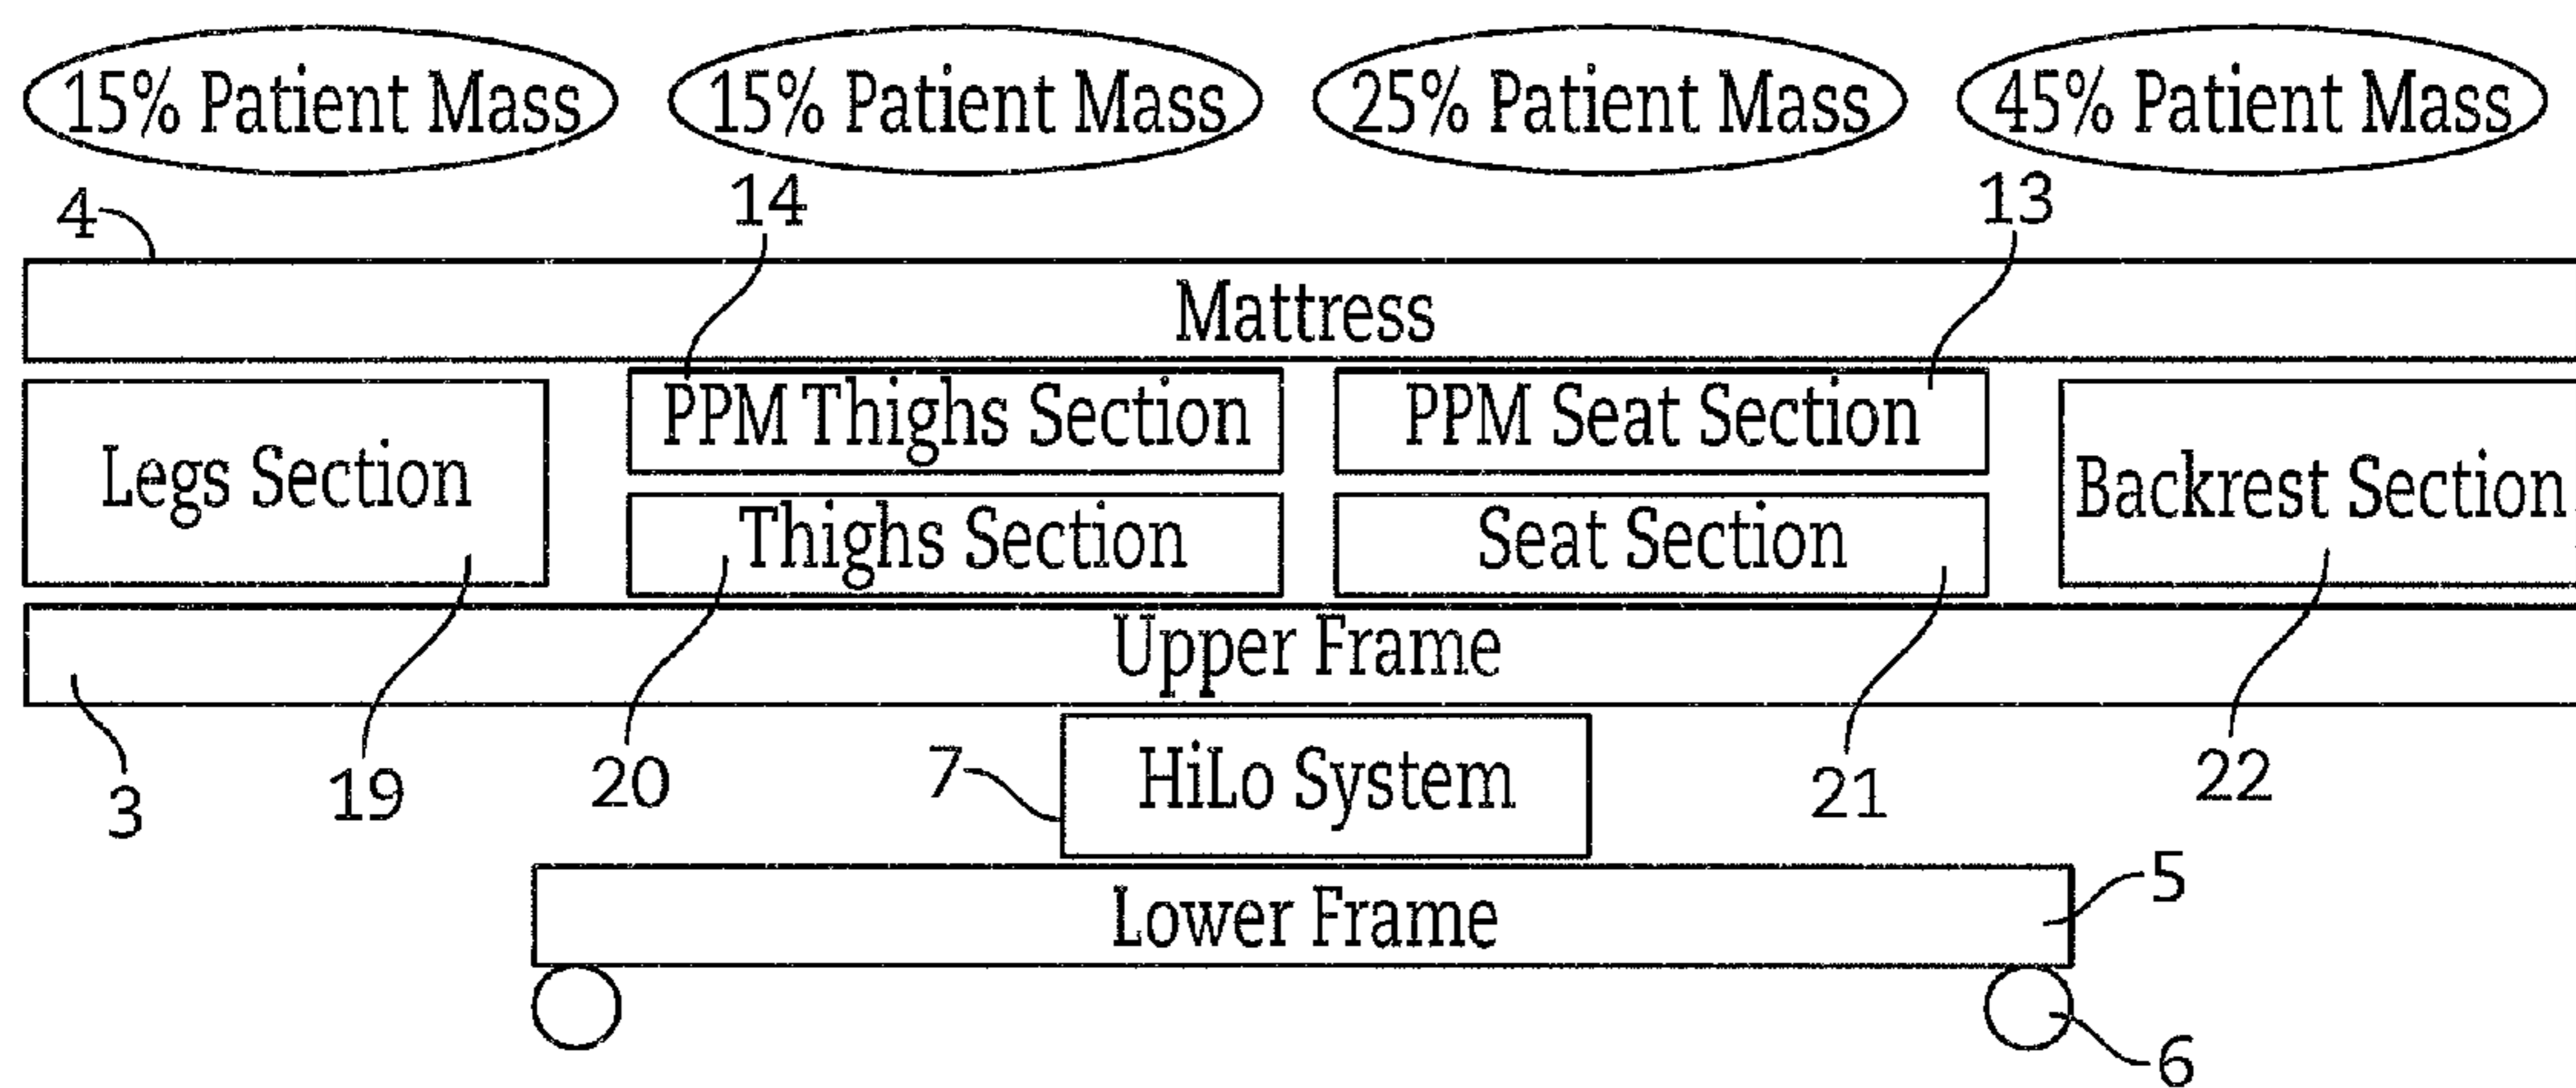 15% Patient Mass
15% Patient Mass
25% Patient Mass
45% Patient Mass
4
14
13
Mattress
PPM Thighs Section
PPM Seat Section
Legs Section
Thighs Section
Seat Section
Backrest Section
Upper Frame
3
19
20
7
HiLo System
21
22
Lower Frame
5
6